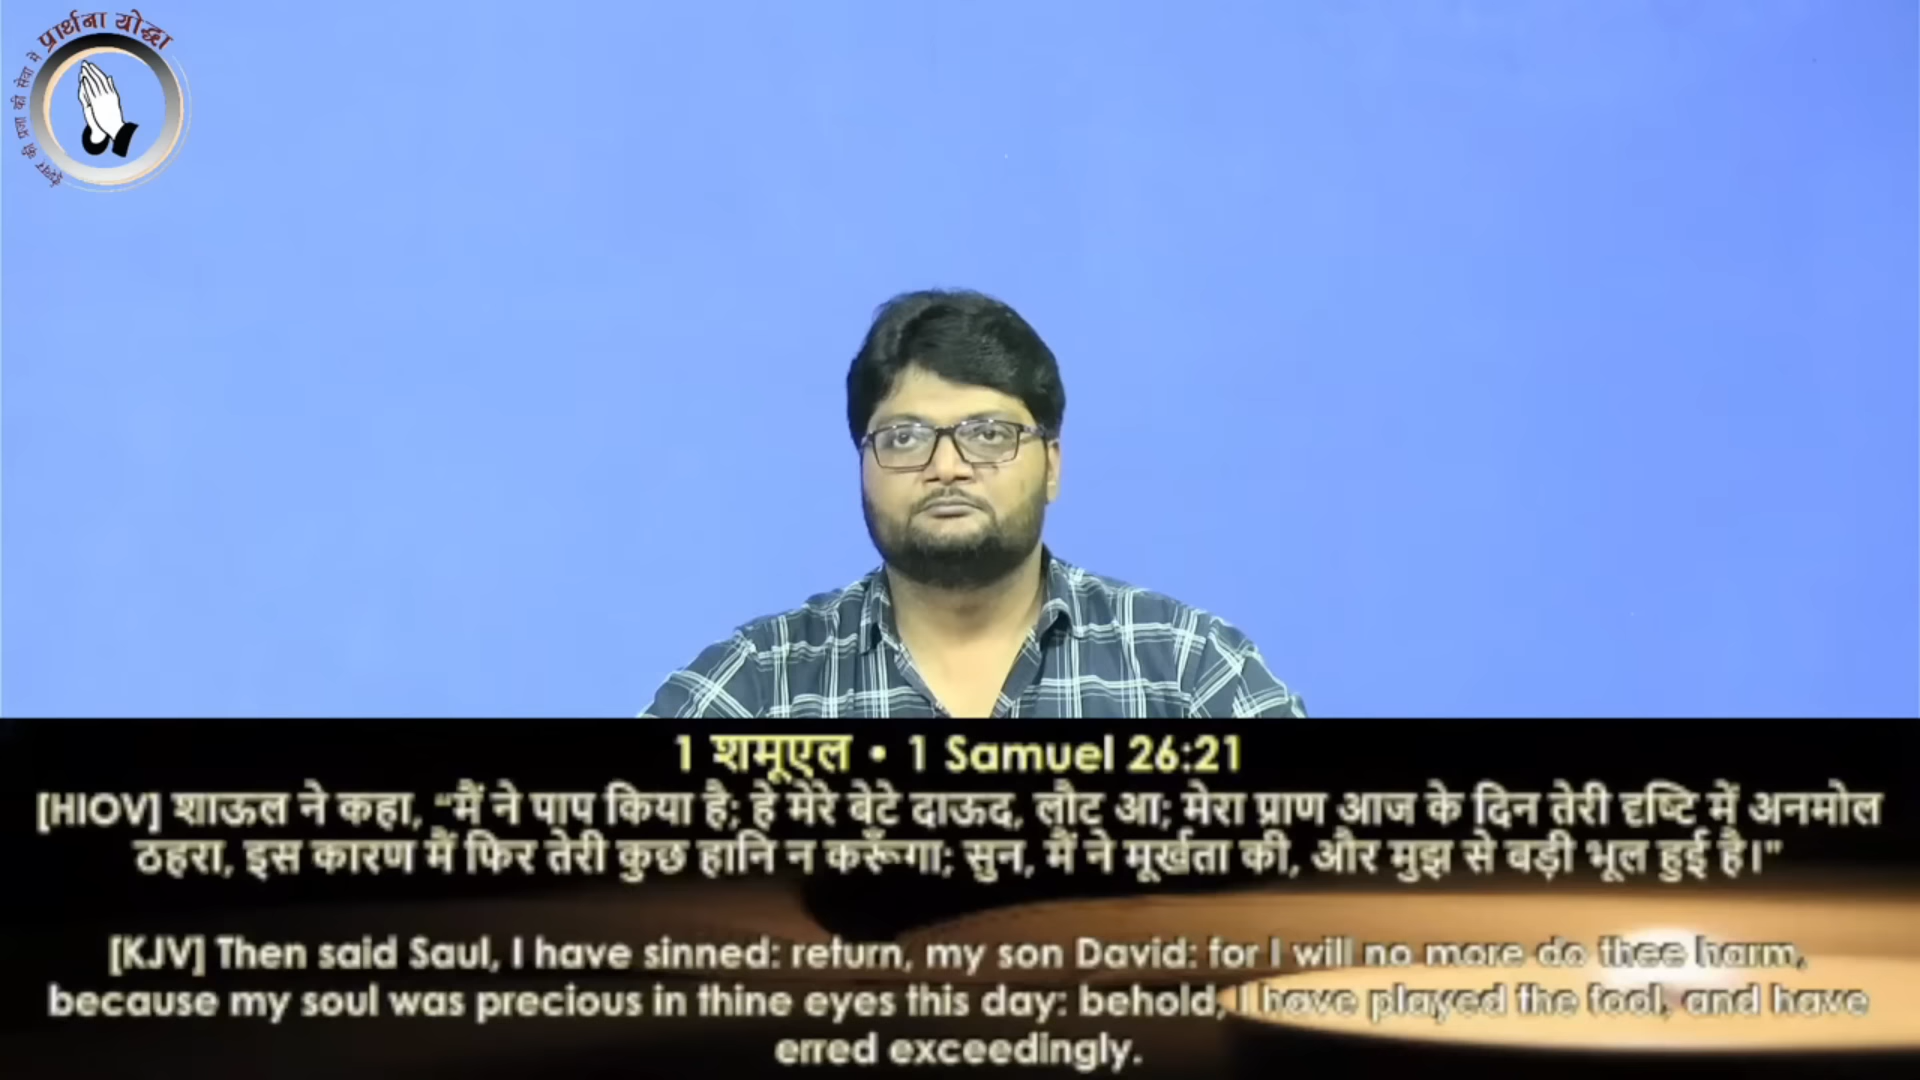 प्रार्थना योद्धा
ईश्वर की प्रजा की सेवा में
1 शमूएल • 1 Samuel 26:21
[HIOV] शाऊल ने कहा, “मैं ने पाप किया है; हे मेरे बेटे दाऊद, लौट आ; मेरा प्राण आज के दिन तेरी दृष्टि में अनमोल
ठहरा, इस कारण मैं फिर तेरी कुछ हानि न करूँगा; सुन, मैं ने मूर्खता की, और मुझ से बड़ी भूल हुई है।”
[KJV] Then said Saul, I have sinned: return, my son David: for I will no more do thee harm,
because my soul was precious in thine eyes this day: behold, I have played the fool, and have
erred exceedingly.